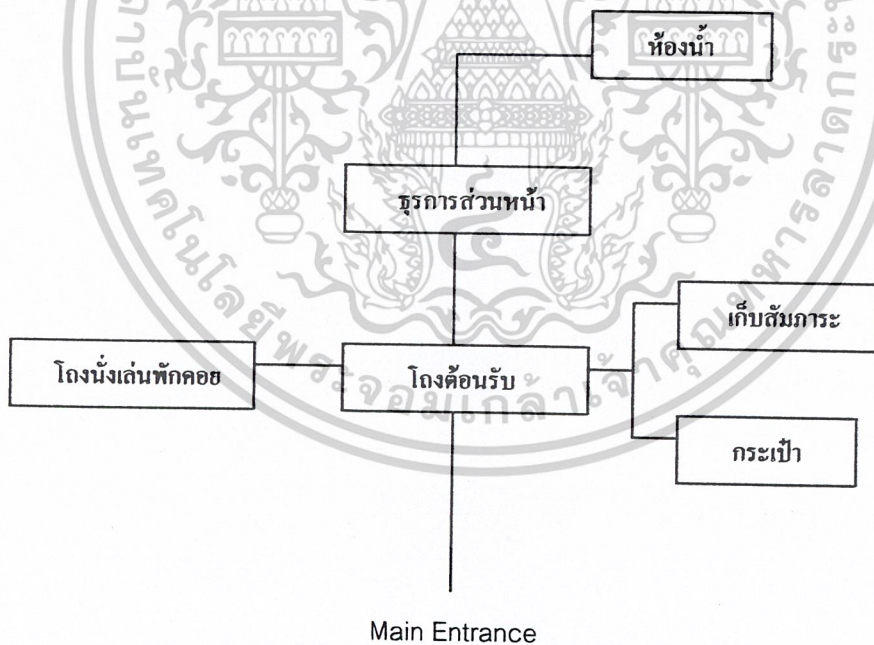 ห้องน้ำ
ธุรการส่วนหน้า
เก็บสัมภาระ
โถงนั่งเล่นพักคอย
โถงต้อนรับ
กระเป๋า
Main Entrance